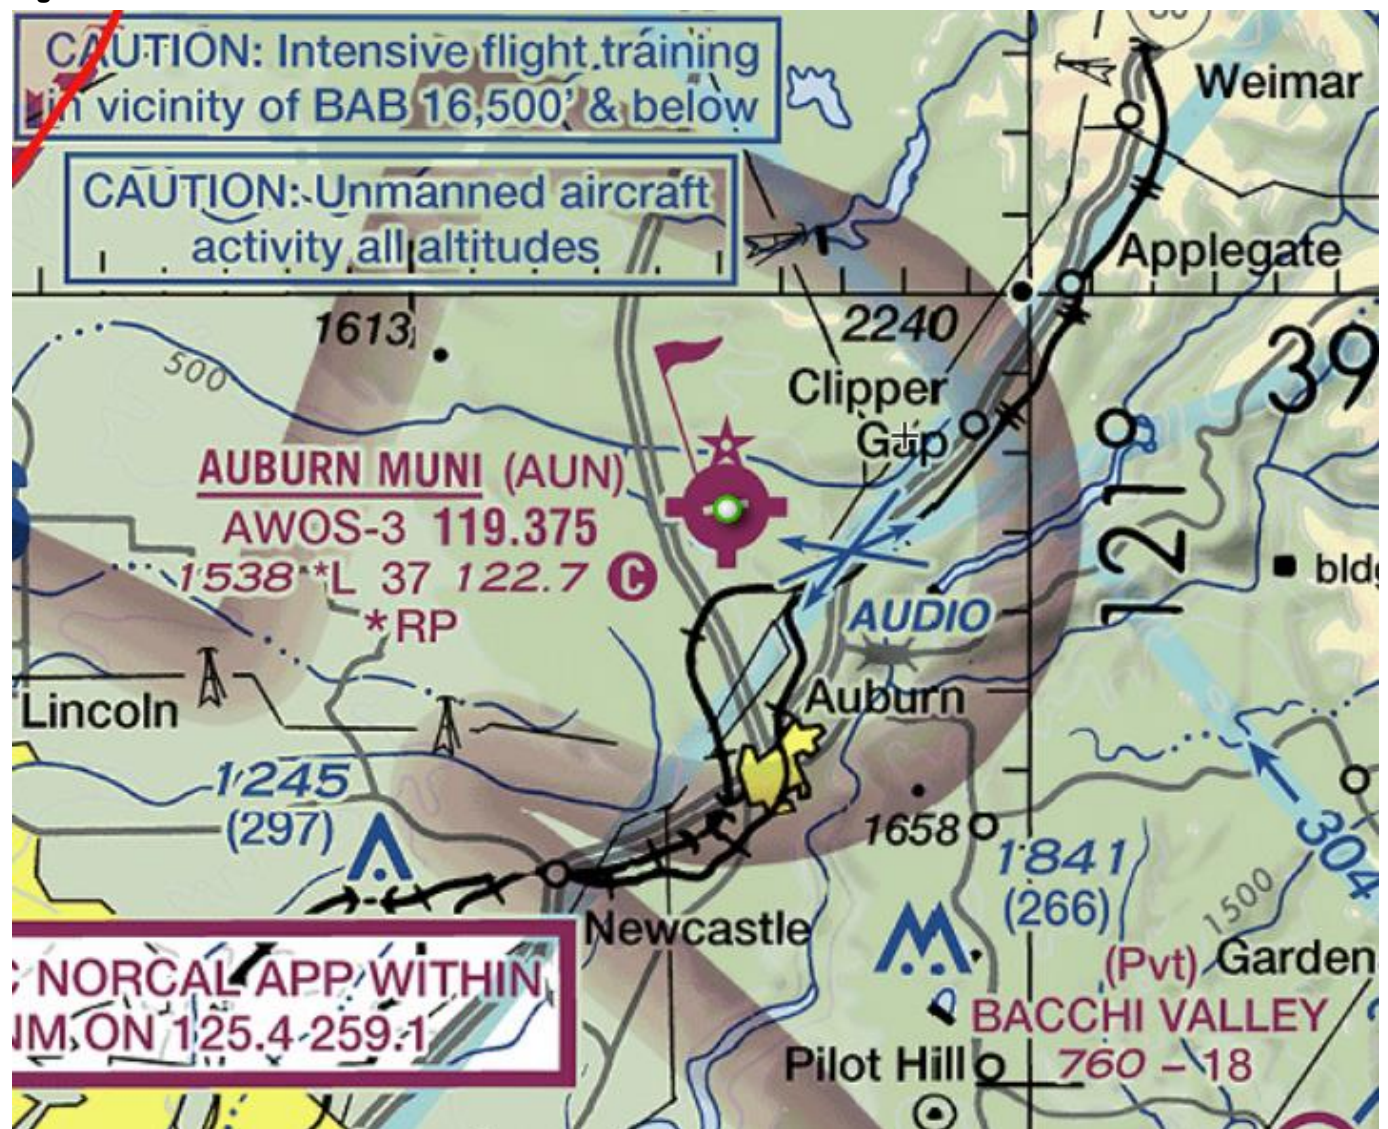 CAUTION: Intensive flight training
in vicinity of BAB 16,500' & below
CAUTION: Unmanned aircraft
activity all altitudes
Weimar
Applegate
1613
2240
39
500
Clipper
Gap
AUBURN MUNI (AUN)
AWOS-3 119.375
1538 *L 37 122.7 C
*RP
121
bldg
AUDIO
Lincoln
Auburn
1245
(297)
1658
1841
(266)
304
1500
Newcastle
C NORCAL APP WITHIN
NM ON 125.4 259.1
(Pvt) Garden
BACCHI VALLEY
760 - 18
Pilot Hill